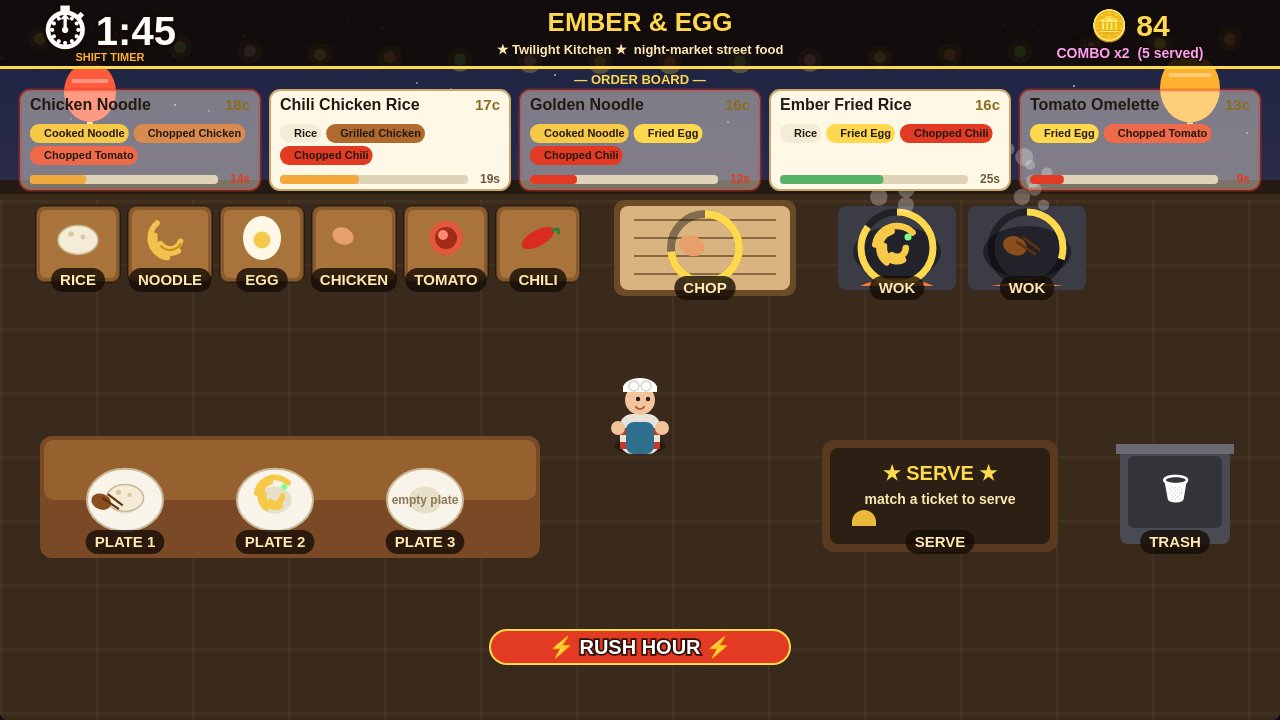 1:45
SHIFT TIMER
EMBER & EGG
★ Twilight Kitchen ★ night-market street food
84
COMBO x2 (5 served)
— ORDER BOARD —
Chicken Noodle 18c
Cooked Noodle Chopped Chicken
Chopped Tomato
14s
Chili Chicken Rice 17c
Rice Grilled Chicken
Chopped Chili
19s
Golden Noodle 16c
Cooked Noodle Fried Egg
Chopped Chili
12s
Ember Fried Rice 16c
Rice Fried Egg Chopped Chili
25s
Tomato Omelette 13c
Fried Egg Chopped Tomato
9s
RICE NOODLE EGG CHICKEN TOMATO CHILI CHOP WOK WOK
★ SERVE ★
match a ticket to serve
empty plate
PLATE 1 PLATE 2 PLATE 3 SERVE TRASH
⚡ RUSH HOUR ⚡